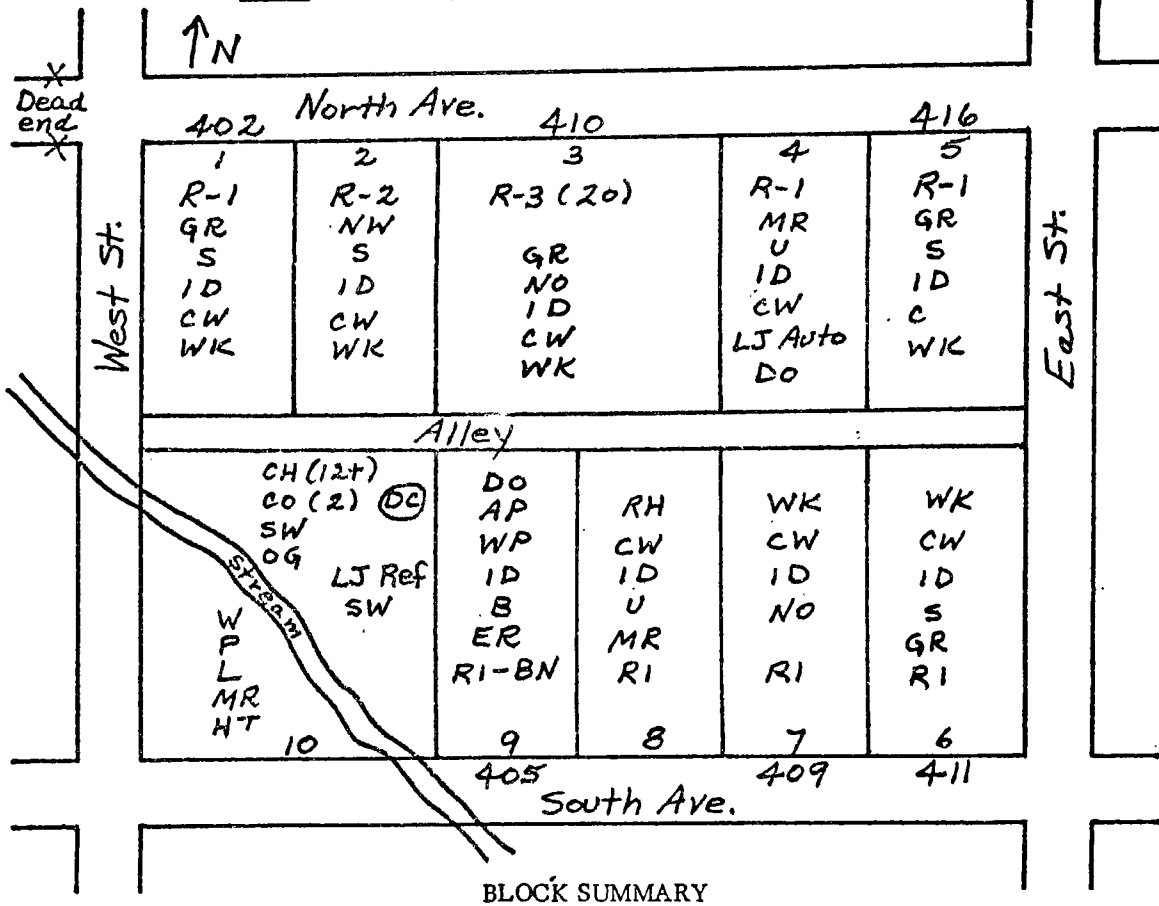 ↑N
Dead
end
North Ave.
402
410
416
West St.
East St.
1
R-1
GR
S
ID
CW
WK
2
R-2
NW
S
ID
CW
WK
3
R-3 (20)
GR
NO
ID
CW
WK
4
R-1
MR
U
ID
CW
LJ Auto
DO
5
R-1
GR
S
ID
C
WK
Alley
CH (12+)
CO (2) DC
SW
OG
LJ Ref
SW
Stream
W
P
L
MR
HT
10
DO
AP
WP
ID
B
ER
R1-BN
9
RH
CW
ID
U
MR
R1
8
WK
CW
ID
NO
R1
7
WK
CW
ID
S
GR
R1
6
405
409
411
South Ave.
BLOCK SUMMARY